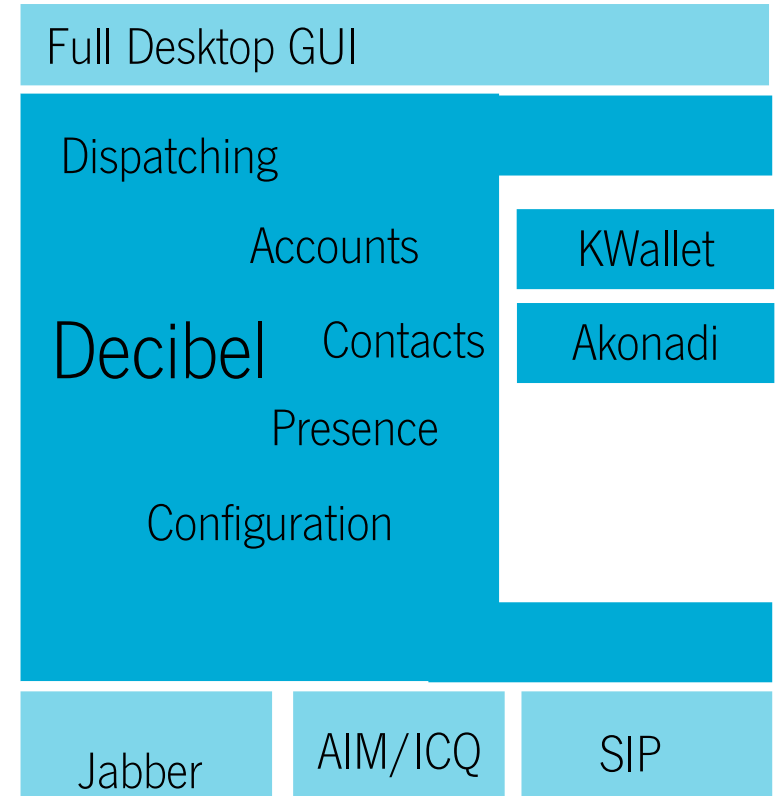 Full Desktop GUI
Dispatching
Accounts
KWallet
Decibel
Contacts
Akonadi
Presence
Configuration
Jabber
AIM/ICQ
SIP